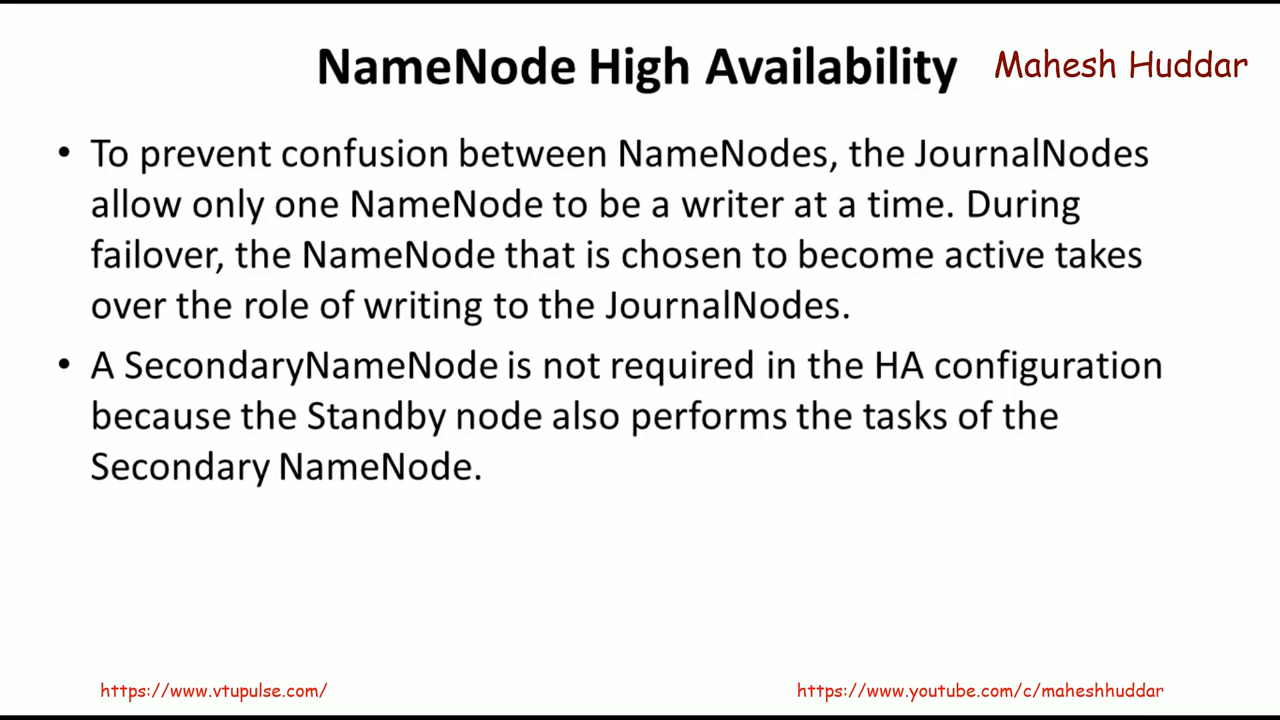 NameNode High Availability
Mahesh Huddar
• To prevent confusion between NameNodes, the JournalNodes
allow only one NameNode to be a writer at a time. During
failover, the NameNode that is chosen to become active takes
over the role of writing to the JournalNodes.
• A SecondaryNameNode is not required in the HA configuration
because the Standby node also performs the tasks of the
Secondary NameNode.
https://www.vtupulse.com/
https://www.youtube.com/c/maheshhuddar